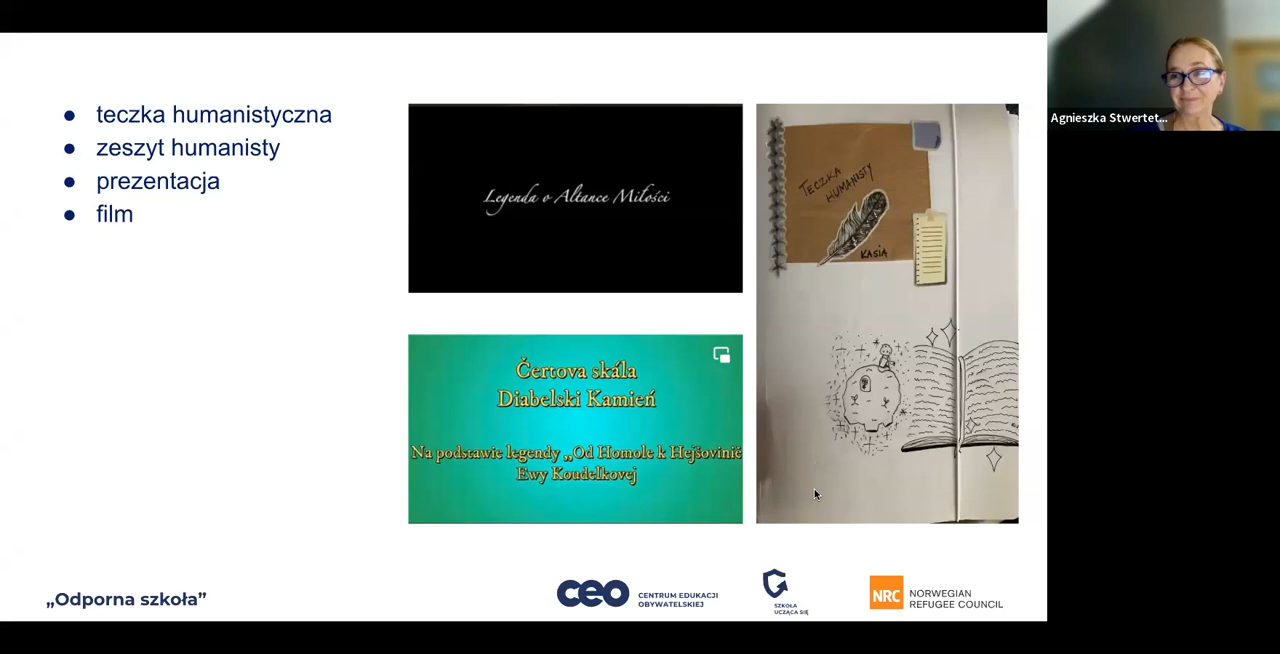 teczka humanistyczna
zeszyt humanisty
prezentacja
film
Legenda o Altance Miłości
Čertova skála
Diabelski Kamień
Na podstawie legendy „Od Homole k Hejšovině
Ewy Koudelkovej
TECZKA
HUMANISTY
KASIA
Agnieszka Stwertet...
„Odporna szkoła”
ceo
CENTRUM EDUKACJI
OBYWATELSKIEJ
SZKOŁA
UCZĄCA SIĘ
NRC
NORWEGIAN
REFUGEE COUNCIL